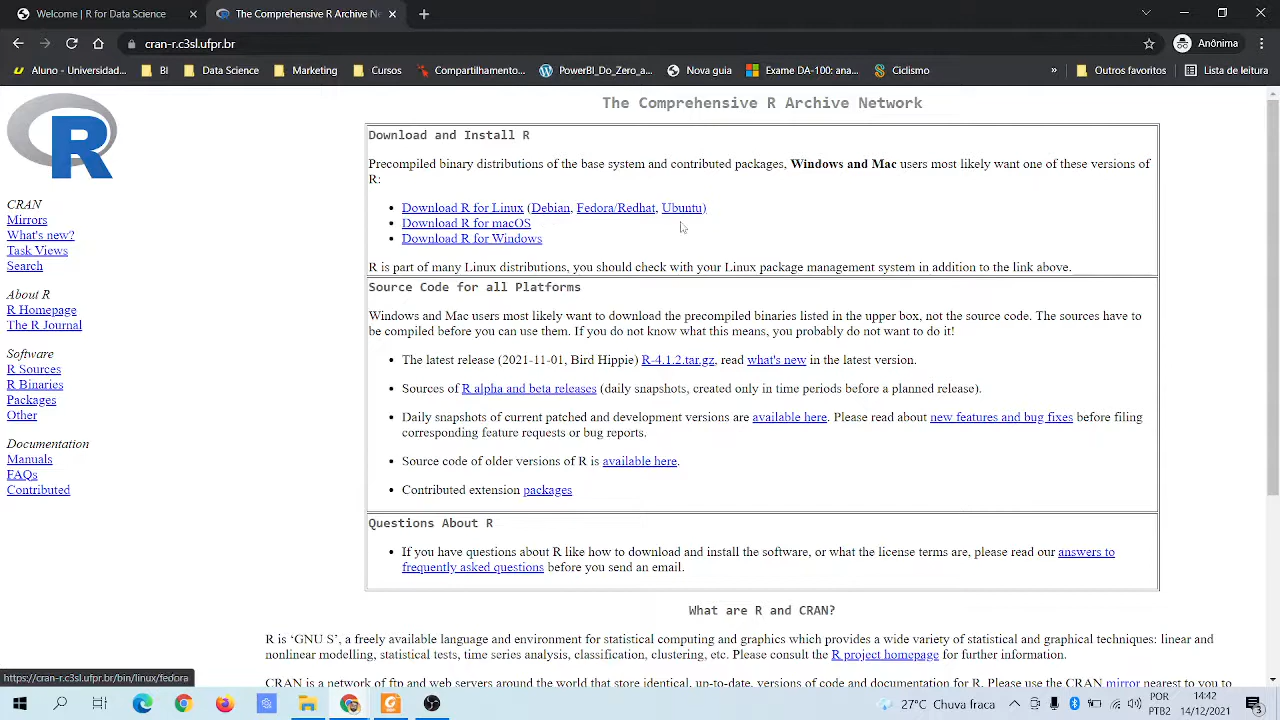 Welcome | R for Data Science
The Comprehensive R Archive Ne
cran-r.c3sl.ufpr.br
Anônima
Aluno - Universidad...
BI
Data Science
Marketing
Cursos
Compartilhamento...
PowerBI_Do_Zero_a...
Nova guia
Exame DA-100: an...
Ciclismo
»
Outros favoritos
Lista de leitura
R
CRAN
Mirrors
What's new?
Task Views
Search
About R
R Homepage
The R Journal
Software
R Sources
R Binaries
Packages
Other
Documentation
Manuals
FAQs
Contributed
The Comprehensive R Archive Network
Download and Install R
Precompiled binary distributions of the base system and contributed packages, Windows and Mac users most likely want one of these versions of
R:
• Download R for Linux (Debian, Fedora/Redhat, Ubuntu)
• Download R for macOS
• Download R for Windows
R is part of many Linux distributions, you should check with your Linux package management system in addition to the link above.
Source Code for all Platforms
Windows and Mac users most likely want to download the precompiled binaries listed in the upper box, not the source code. The sources have to
be compiled before you can use them. If you do not know what this means, you probably do not want to do it!
• The latest release (2021-11-01, Bird Hippie) R-4.1.2.tar.gz, read what's new in the latest version.
• Sources of R alpha and beta releases (daily snapshots, created only in time periods before a planned release).
• Daily snapshots of current patched and development versions are available here. Please read about new features and bug fixes before filing
corresponding feature requests or bug reports.
• Source code of older versions of R is available here.
• Contributed extension packages
Questions About R
• If you have questions about R like how to download and install the software, or what the license terms are, please read our answers to
frequently asked questions before you send an email.
What are R and CRAN?
R is ‘GNU S’, a freely available language and environment for statistical computing and graphics which provides a wide variety of statistical and graphical techniques: linear and
nonlinear modelling, statistical tests, time series analysis, classification, clustering, etc. Please consult the R project homepage for further information.
CRAN is a network of ftp and web servers around the world that store identical, up-to-date, versions of code and documentation for R. Please use the CRAN mirror nearest to you to
https://cran-r.c3sl.ufpr.br/bin/linux/fedora
27°C Chuva fraca
POR
PTB2
14:42
14/12/2021
3